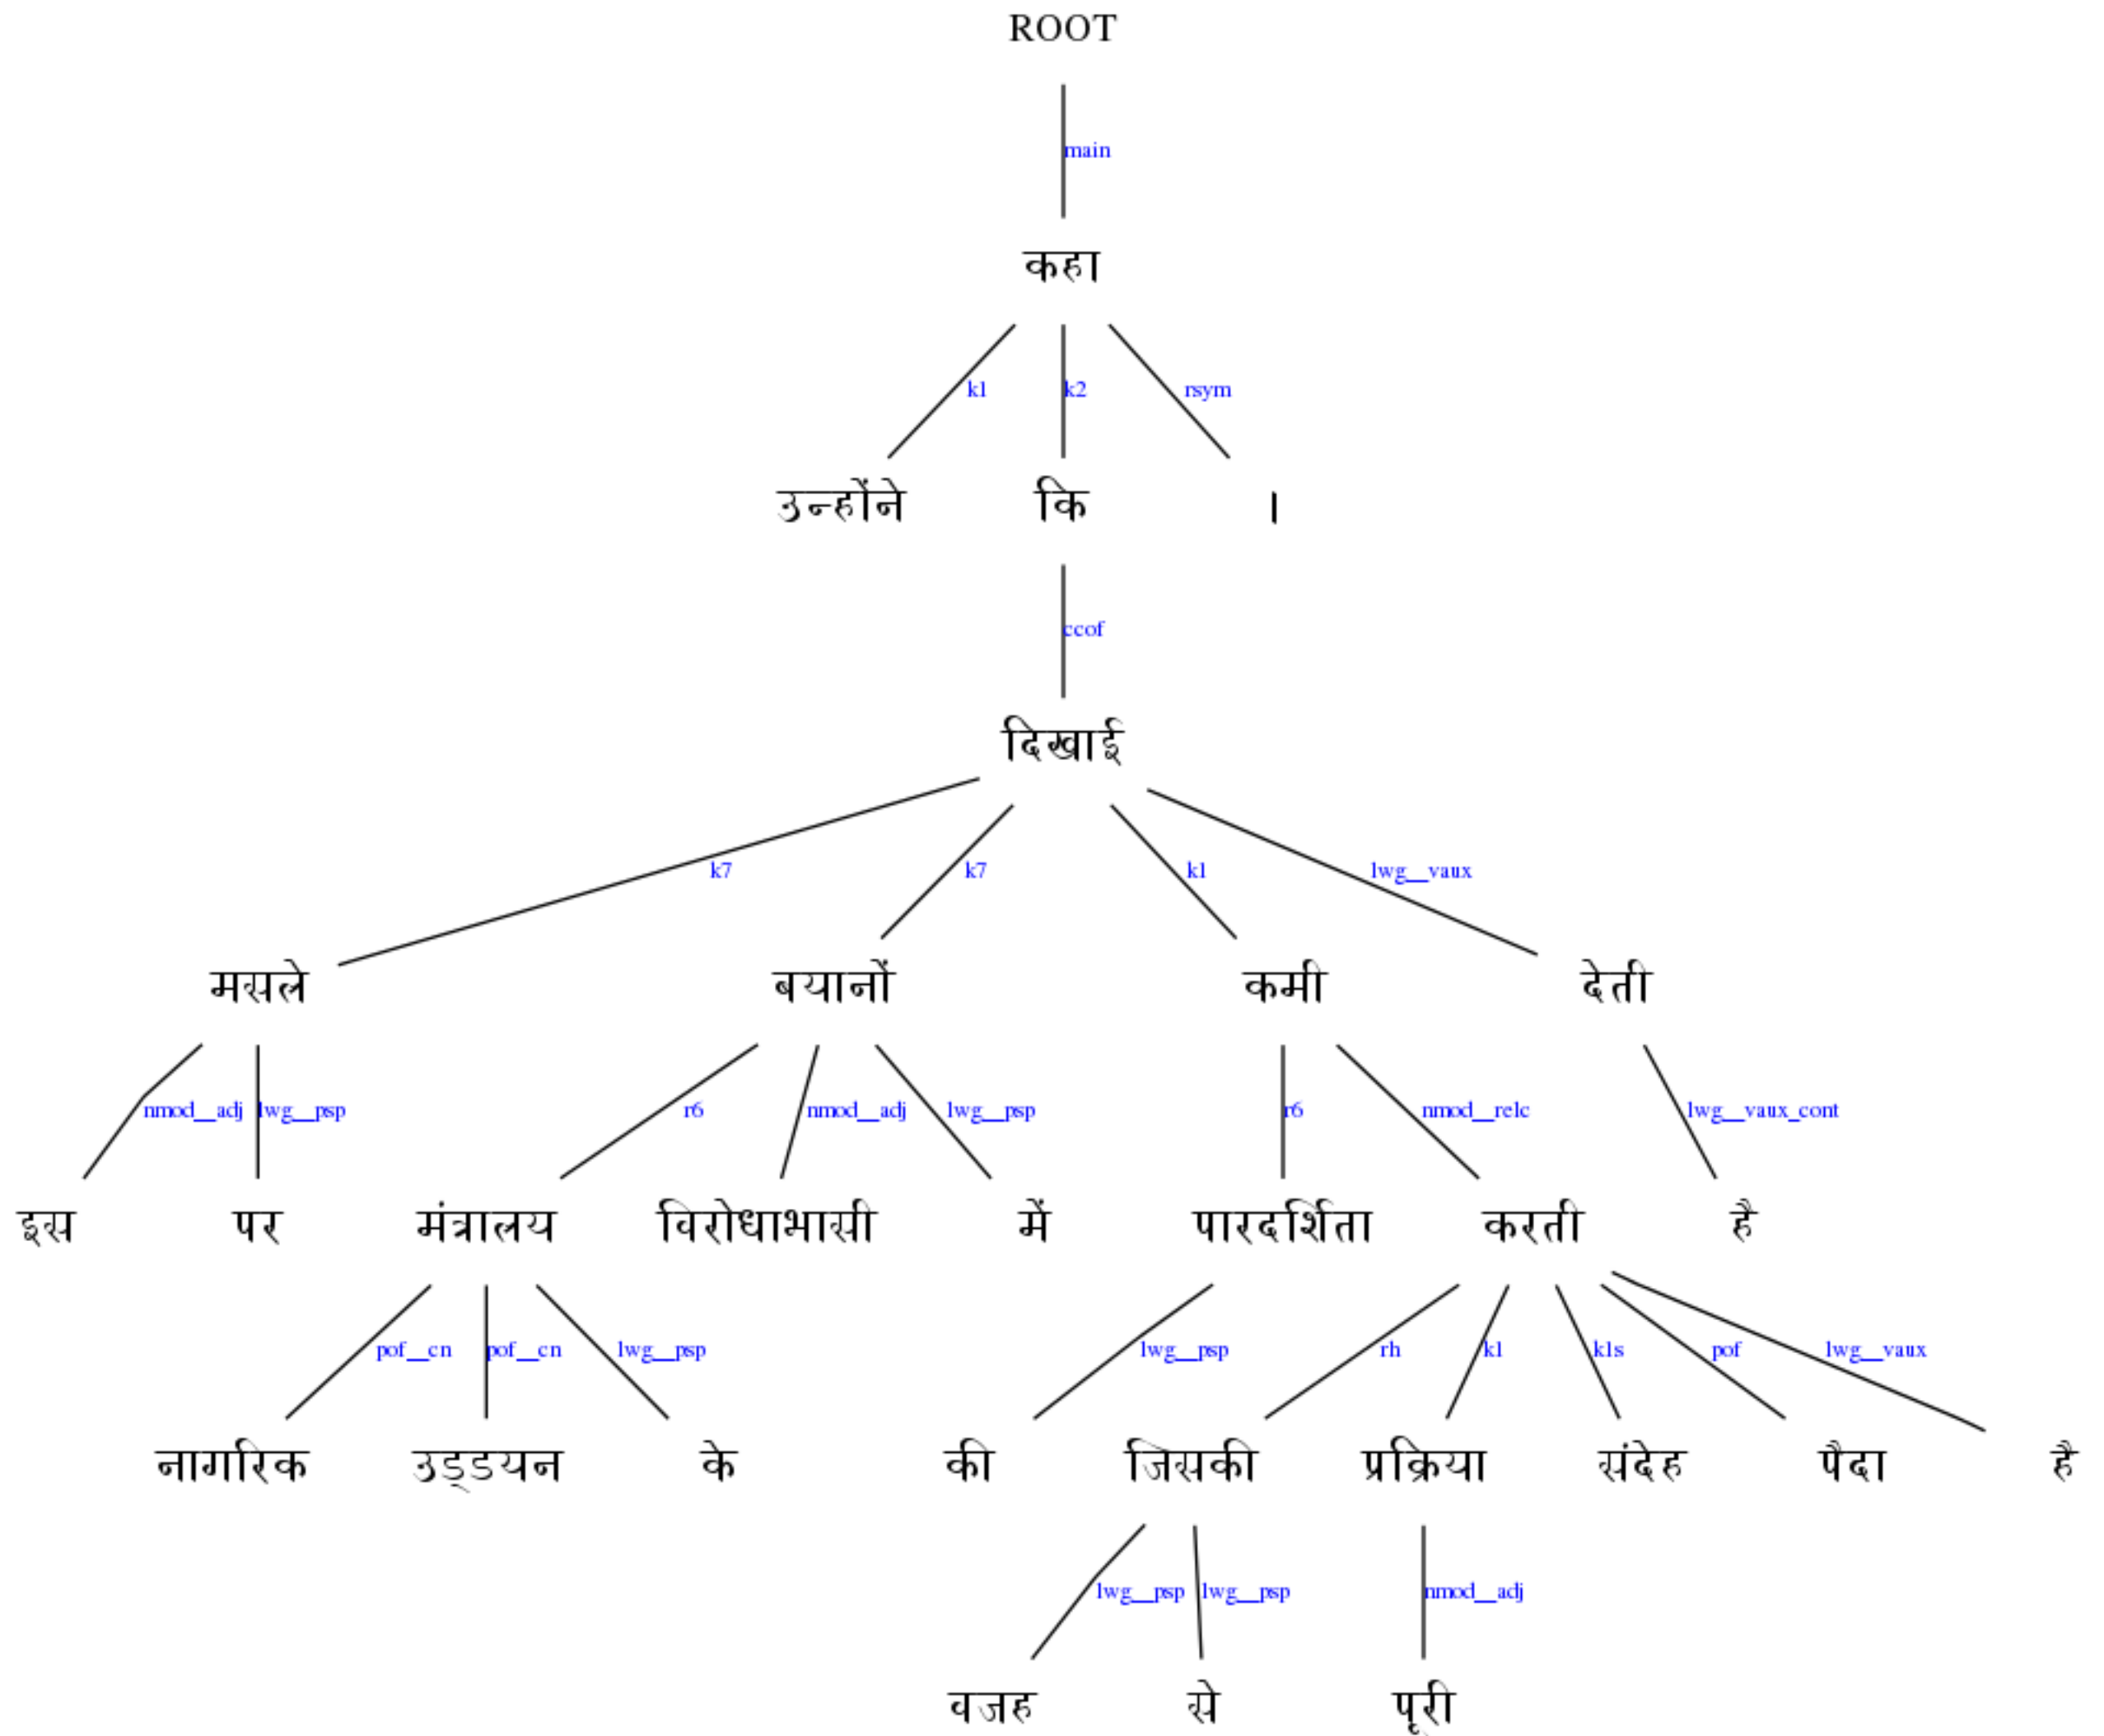 ROOT
main
कहा
k1 k2 rsym
उन्होंने कि ।
ccof
दिखाई
k7 k7 k1 lwg__vaux
मसले बयानों कमी देती
nmod__adj lwg__psp r6 nmod__adj lwg__psp r6 nmod__relc lwg__vaux_cont
इस पर मंत्रालय विरोधाभासी में पारदर्शिता करती है
pof__cn pof__cn lwg__psp lwg__psp rh k1 k1s pof lwg__vaux
नागरिक उड्डयन के की जिसकी प्रक्रिया संदेह पैदा है
lwg__psp lwg__psp nmod__adj
वजह से पूरी